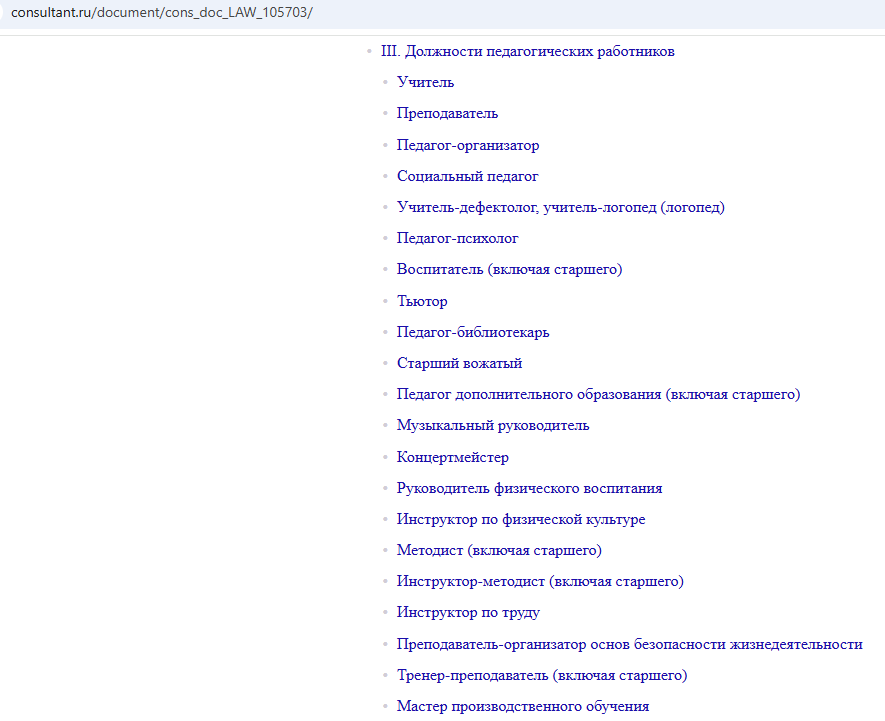 consultant.ru/document/cons_doc_LAW_105703/
III. Должности педагогических работников
Учитель
Преподаватель
Педагог-организатор
Социальный педагог
Учитель-дефектолог, учитель-логопед (логопед)
Педагог-психолог
Воспитатель (включая старшего)
Тьютор
Педагог-библиотекарь
Старший вожатый
Педагог дополнительного образования (включая старшего)
Музыкальный руководитель
Концертмейстер
Руководитель физического воспитания
Инструктор по физической культуре
Методист (включая старшего)
Инструктор-методист (включая старшего)
Инструктор по труду
Преподаватель-организатор основ безопасности жизнедеятельности
Тренер-преподаватель (включая старшего)
Мастер производственного обучения